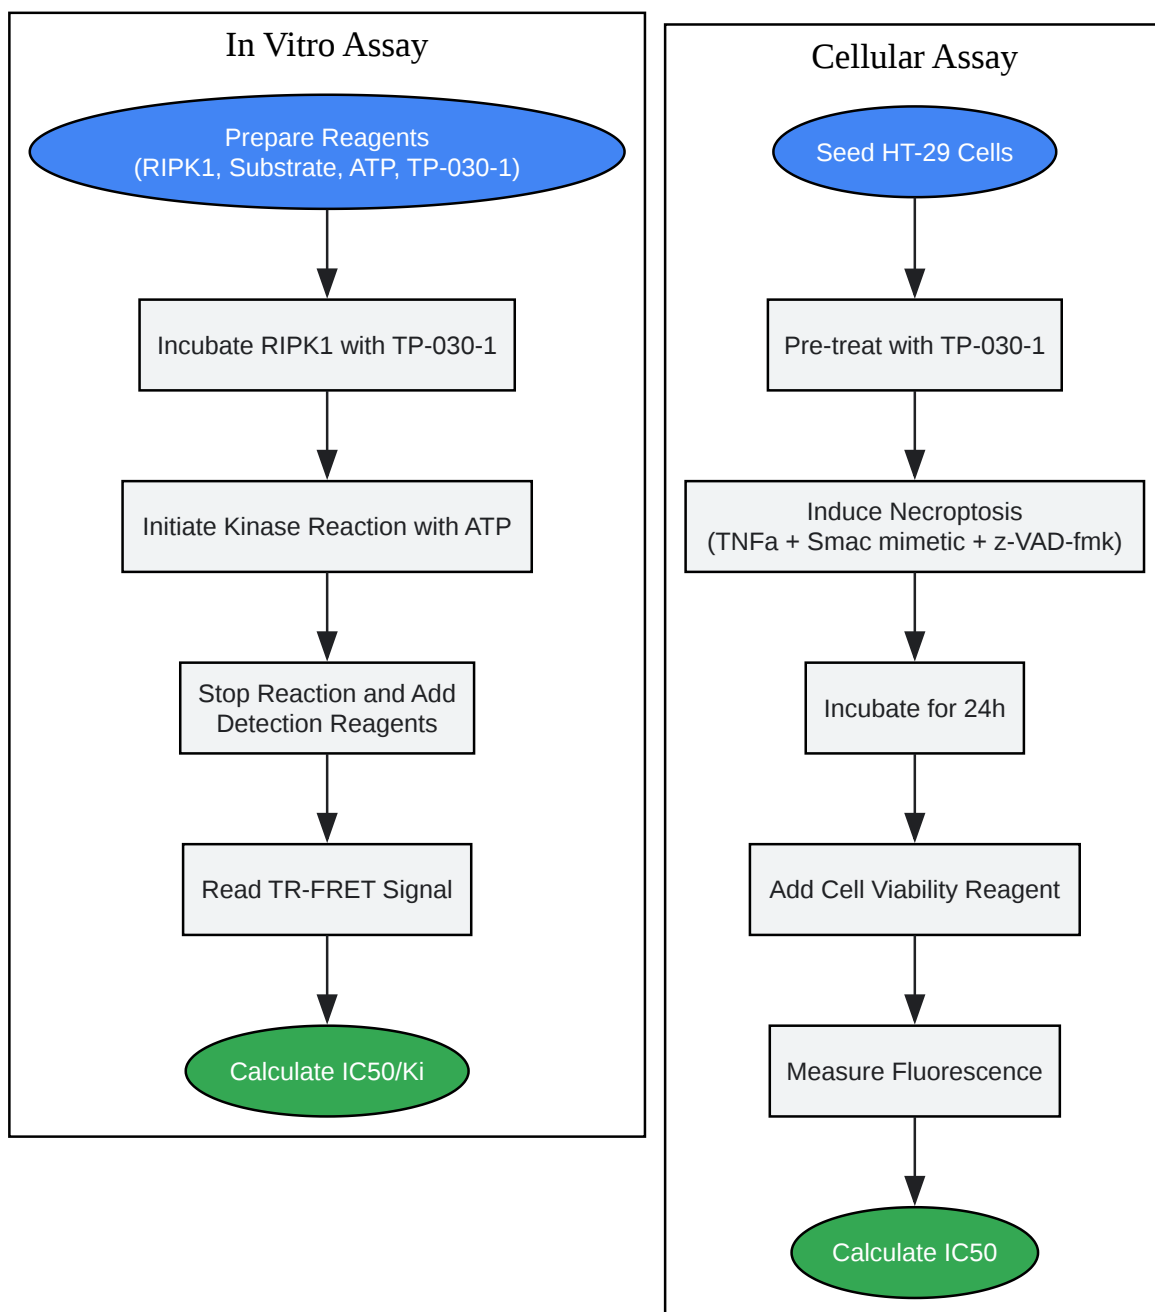 In Vitro Assay
Prepare Reagents
(RIPK1, Substrate, ATP, TP-030-1)
Incubate RIPK1 with TP-030-1
Initiate Kinase Reaction with ATP
Stop Reaction and Add
Detection Reagents
Read TR-FRET Signal
Calculate IC50/Ki
Cellular Assay
Seed HT-29 Cells
Pre-treat with TP-030-1
Induce Necroptosis
(TNFa + Smac mimetic + z-VAD-fmk)
Incubate for 24h
Add Cell Viability Reagent
Measure Fluorescence
Calculate IC50